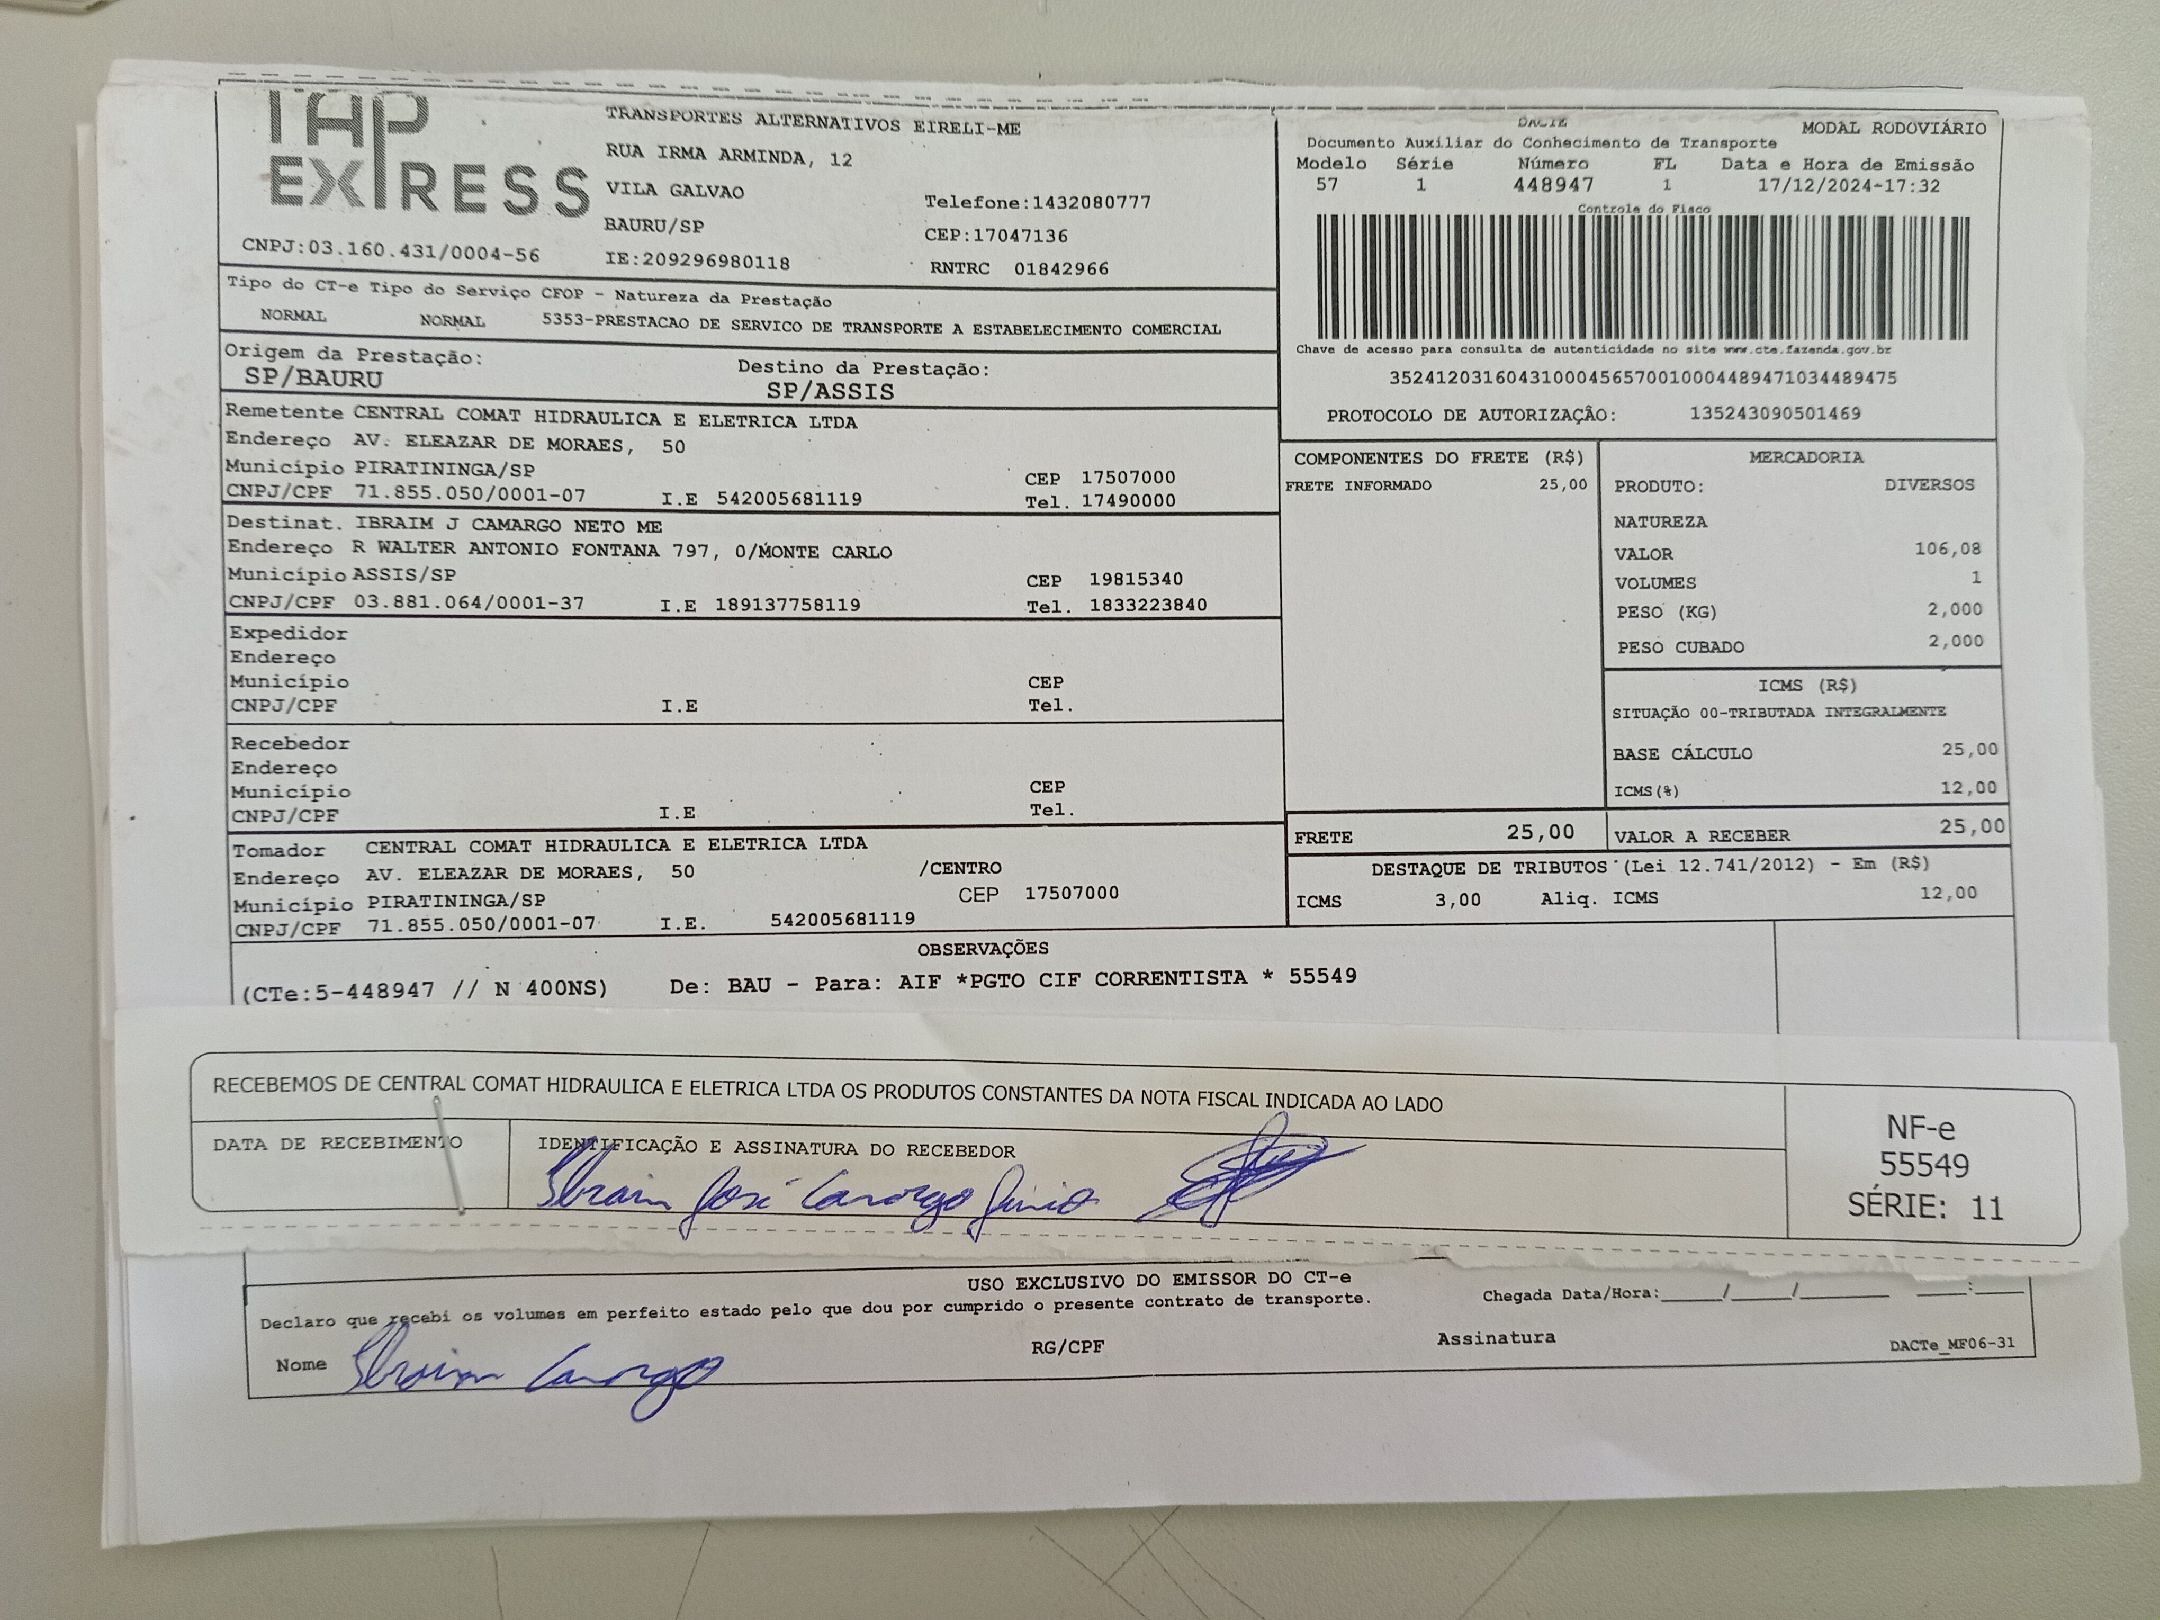 TAP
EXPRESS
CNPJ:03.160.431/0004-56
TRANSPORTES ALTERNATIVOS EIRELI-ME
RUA IRMA ARMINDA, 12
VILA GALVAO
BAURU/SP
IE:209296980118
Telefone:1432080777
CEP:17047136
RNTRC 01842966
DACTE
MODAL RODOVIÁRIO
Documento Auxiliar do Conhecimento de Transporte
Modelo Série Número FL Data e Hora de Emissão
57 1 448947 1 17/12/2024-17:32
Controle do Fisco
Chave de acesso para consulta de autenticidade no site www.cte.fazenda.gov.br
35241203160431000456570010004489471034489475
PROTOCOLO DE AUTORIZAÇÃO: 135243090501469
Tipo do CT-e Tipo do Serviço CFOP - Natureza da Prestação
NORMAL NORMAL 5353-PRESTACAO DE SERVICO DE TRANSPORTE A ESTABELECIMENTO COMERCIAL
Origem da Prestação: Destino da Prestação:
SP/BAURU SP/ASSIS
Remetente CENTRAL COMAT HIDRAULICA E ELETRICA LTDA
Endereço AV. ELEAZAR DE MORAES, 50
Município PIRATININGA/SP CEP 17507000
CNPJ/CPF 71.855.050/0001-07 I.E 542005681119 Tel. 17490000
Destinat. IBRAIM J CAMARGO NETO ME
Endereço R WALTER ANTONIO FONTANA 797, 0/MONTE CARLO
Município ASSIS/SP CEP 19815340
CNPJ/CPF 03.881.064/0001-37 I.E 189137758119 Tel. 1833223840
Expedidor
Endereço
Município CEP
CNPJ/CPF I.E Tel.
Recebedor
Endereço
Município CEP
CNPJ/CPF I.E Tel.
Tomador CENTRAL COMAT HIDRAULICA E ELETRICA LTDA
Endereço AV. ELEAZAR DE MORAES, 50 /CENTRO
Município PIRATININGA/SP CEP 17507000
CNPJ/CPF 71.855.050/0001-07 I.E. 542005681119
COMPONENTES DO FRETE (R$)
FRETE INFORMADO 25,00
MERCADORIA
PRODUTO: DIVERSOS
NATUREZA
VALOR 106,08
VOLUMES 1
PESO (KG) 2,000
PESO CUBADO 2,000
ICMS (R$)
SITUAÇÃO 00-TRIBUTADA INTEGRALMENTE
BASE CÁLCULO 25,00
ICMS(%) 12,00
FRETE 25,00 VALOR A RECEBER 25,00
DESTAQUE DE TRIBUTOS (Lei 12.741/2012) - Em (R$)
ICMS 3,00 Aliq. ICMS 12,00
OBSERVAÇÕES
(CTe:5-448947 // N 400NS) De: BAU - Para: AIF *PGTO CIF CORRENTISTA * 55549
RECEBEMOS DE CENTRAL COMAT HIDRAULICA E ELETRICA LTDA OS PRODUTOS CONSTANTES DA NOTA FISCAL INDICADA AO LADO
DATA DE RECEBIMENTO IDENTIFICAÇÃO E ASSINATURA DO RECEBEDOR
Ibraim José Camargo Junio
NF-e
55549
SÉRIE: 11
USO EXCLUSIVO DO EMISSOR DO CT-e
Declaro que recebi os volumes em perfeito estado pelo que dou por cumprido o presente contrato de transporte. Chegada Data/Hora:_____/_____/_______ ____:____
Nome Ibraim Camargo RG/CPF Assinatura DACTe_MF06-31